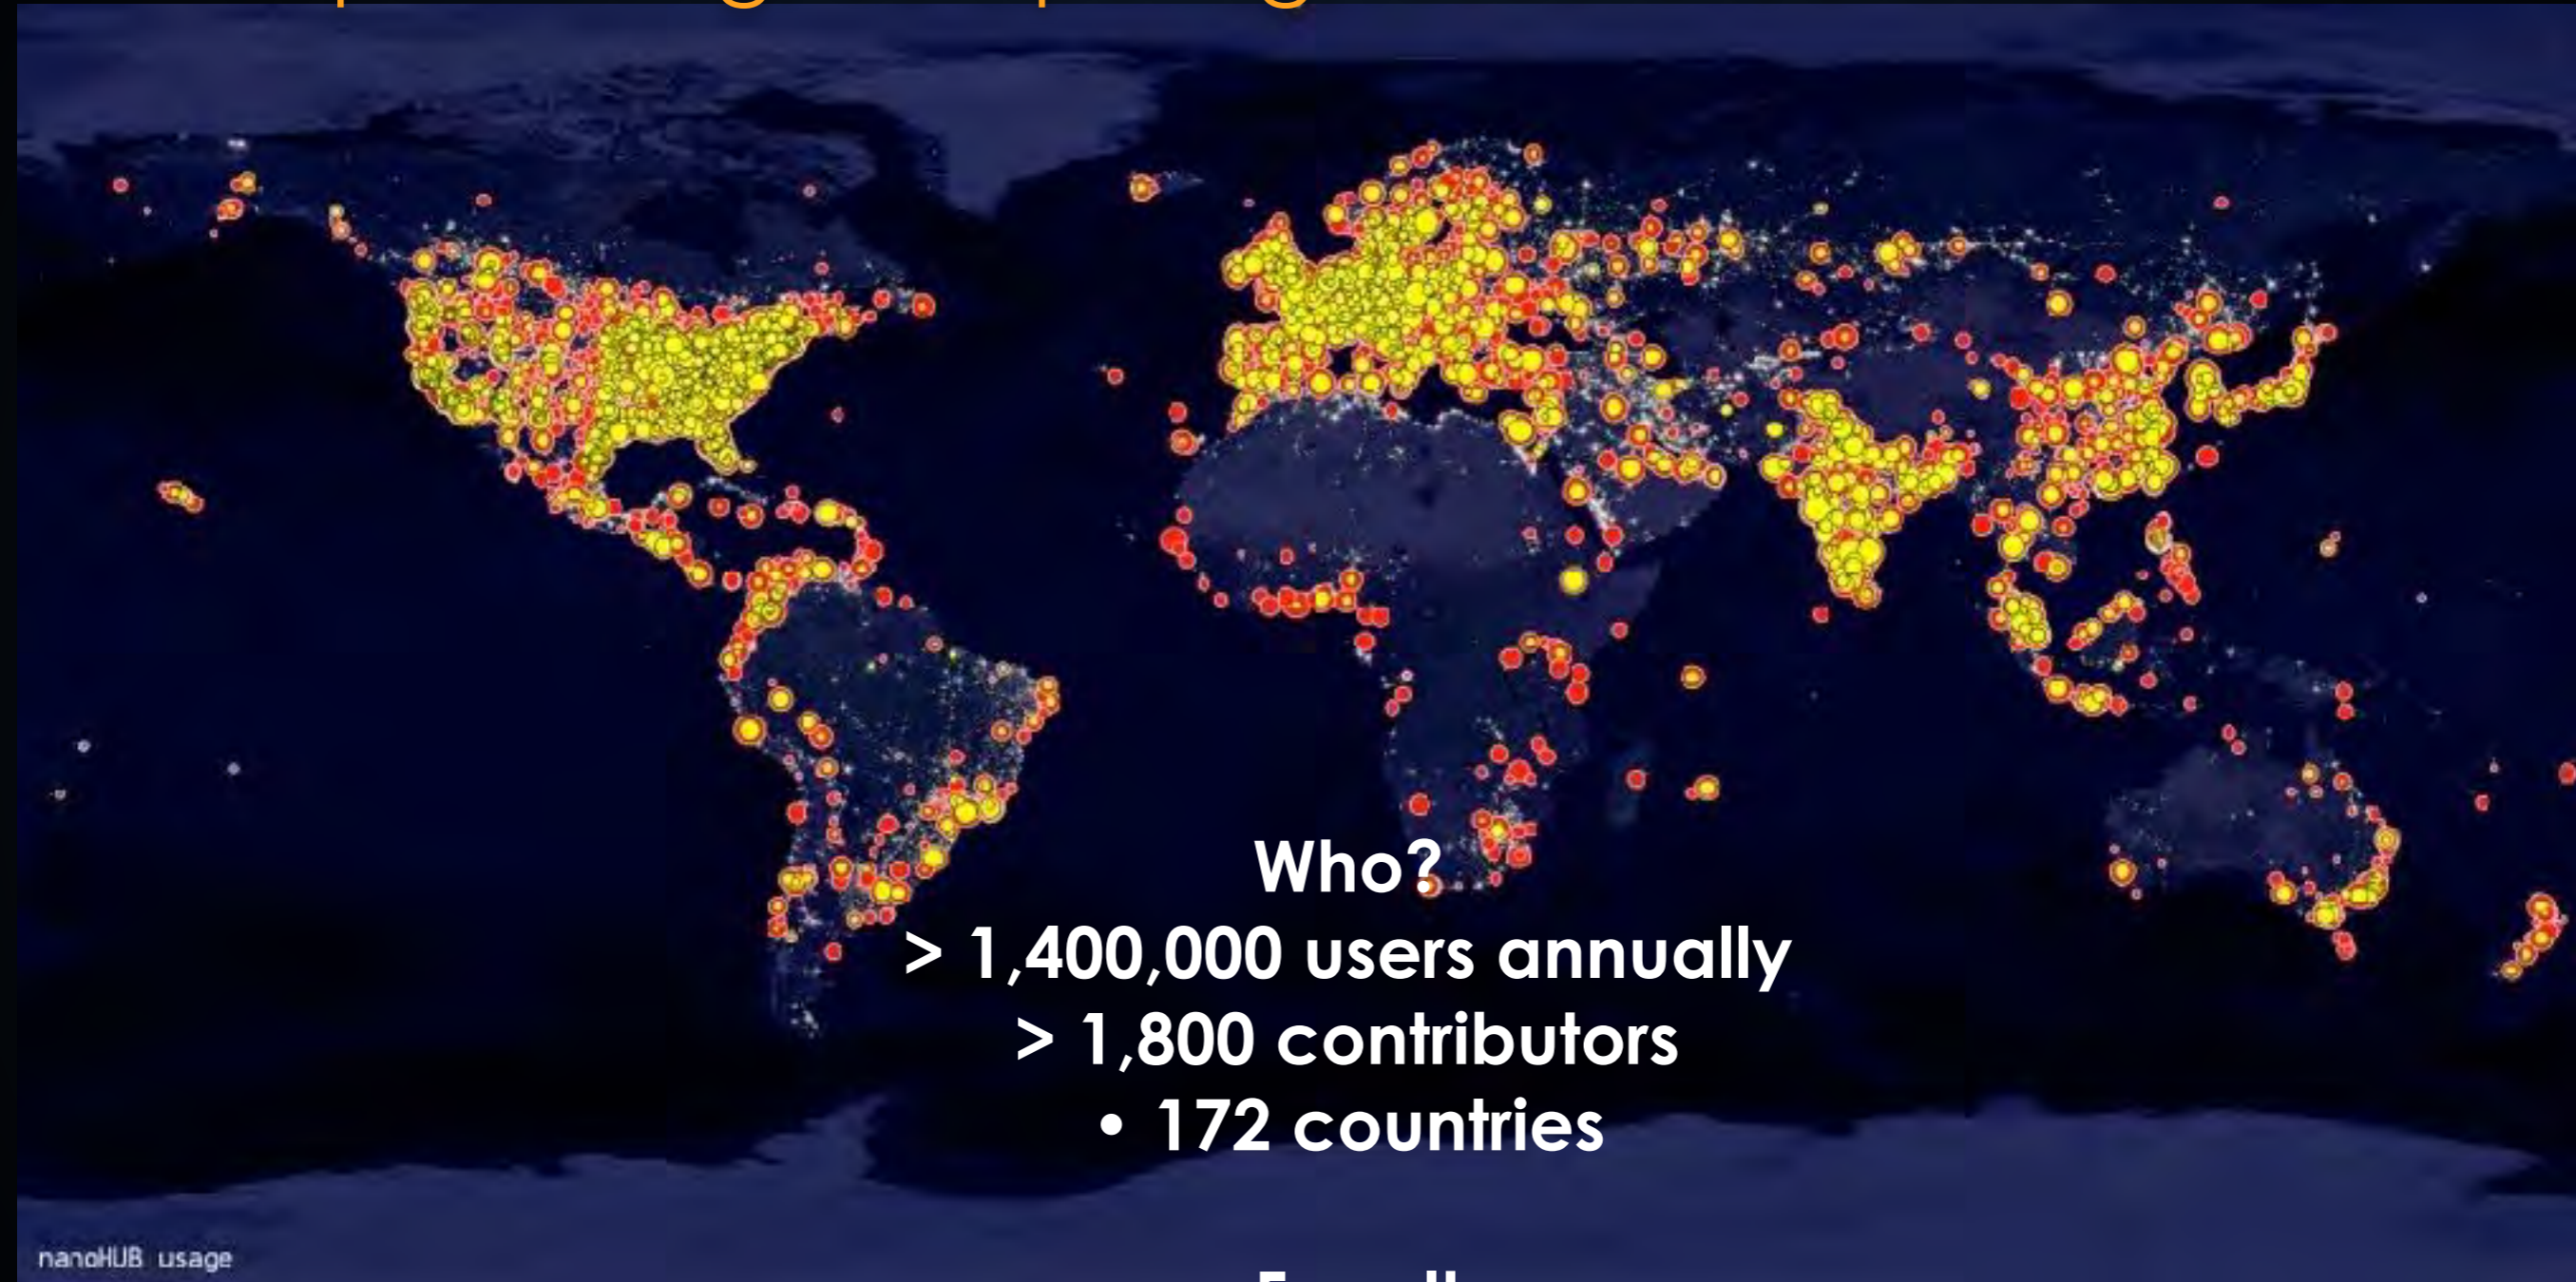 Who?
> 1,400,000 users annually
> 1,800 contributors
• 172 countries
nanoHUB usage